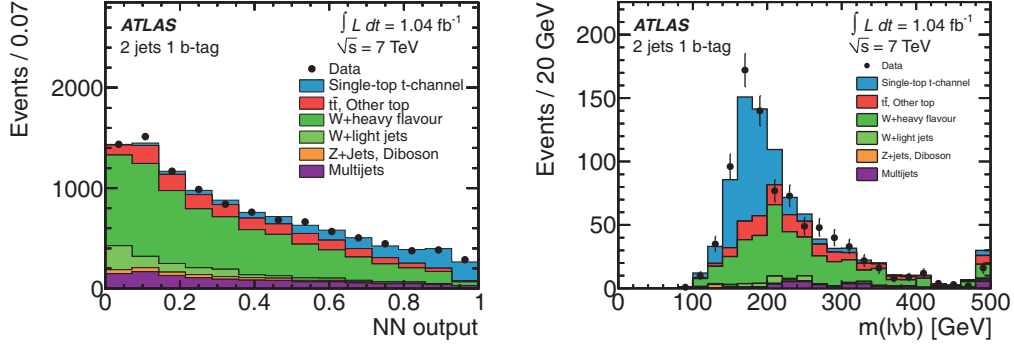 ATLAS
2 jets 1 b-tag
∫ L dt = 1.04 fb⁻¹
√s = 7 TeV
Data
Single-top t-channel
tt̄, Other top
W+heavy flavour
W+light jets
Z+Jets, Diboson
Multijets
Events / 0.07
2000
1000
0
0 0.2 0.4 0.6 0.8 1
NN output
ATLAS
2 jets 1 b-tag
∫ L dt = 1.04 fb⁻¹
√s = 7 TeV
Data
Single-top t-channel
tt̄, Other top
W+heavy flavour
W+light jets
Z+jets, Diboson
Multijets
Events / 20 GeV
200
150
100
50
0
0 100 200 300 400 500
m(lνb) [GeV]